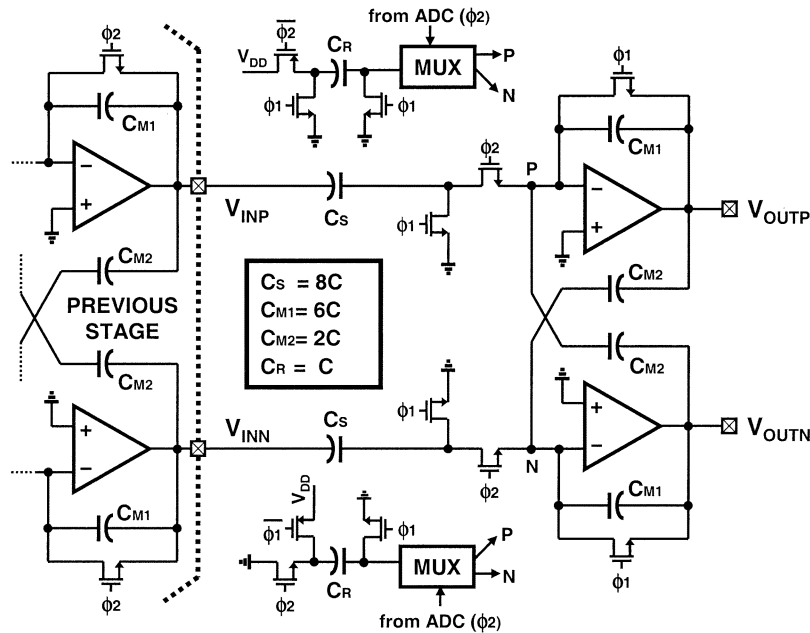 from ADC (ϕ2)
ϕ2
ϕ2
VDD
CR
MUX
P
N
ϕ1
ϕ1
ϕ1
CM1
CM1
−
+
VINP
CS
ϕ2
P
ϕ1
−
+
VOUTP
CM2
CM2
PREVIOUS
STAGE
CS = 8C
CM1= 6C
CM2= 2C
CR = C
CM2
CM2
ϕ1
+
−
VINN
CS
ϕ2
N
+
−
VOUTN
CM1
CM1
VDD
ϕ1
ϕ1
P
MUX
N
CR
ϕ2
ϕ2
ϕ1
from ADC (ϕ2)